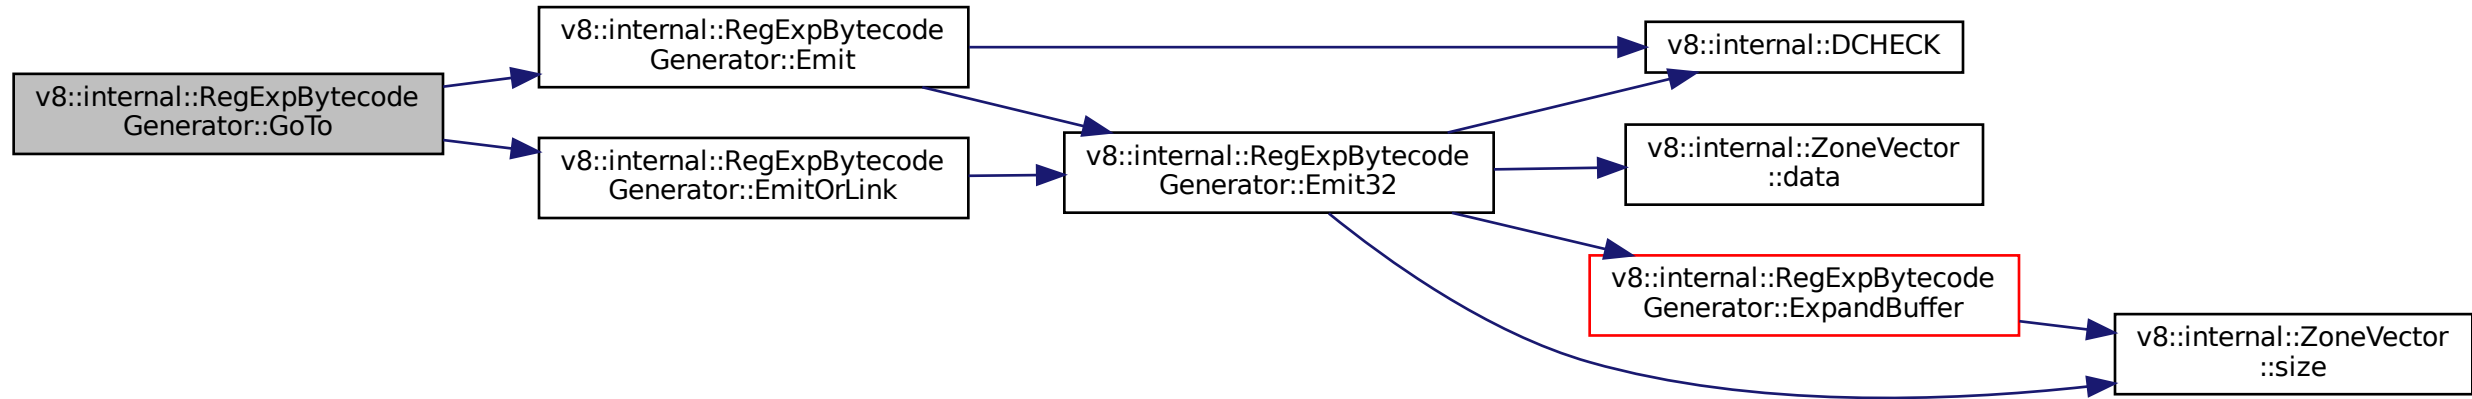 v8::internal::RegExpBytecode
Generator::GoTo
v8::internal::RegExpBytecode
Generator::Emit
v8::internal::RegExpBytecode
Generator::EmitOrLink
v8::internal::RegExpBytecode
Generator::Emit32
v8::internal::DCHECK
v8::internal::ZoneVector
::data
v8::internal::RegExpBytecode
Generator::ExpandBuffer
v8::internal::ZoneVector
::size